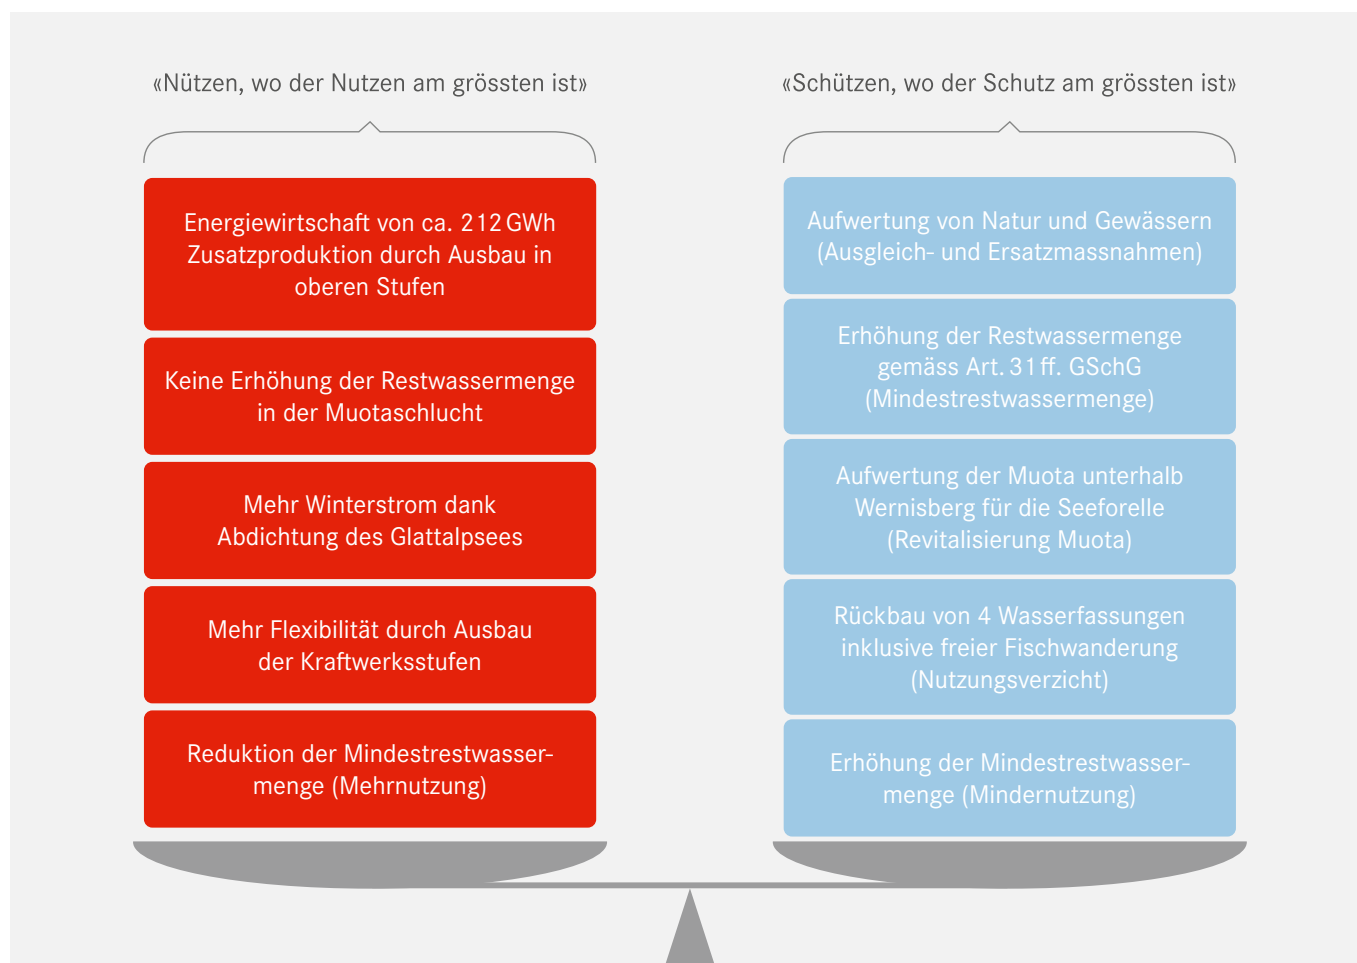 «Nützen, wo der Nutzen am grössten ist»
Energiewirtschaft von ca. 212 GWh
Zusatzproduktion durch Ausbau in
oberen Stufen
Keine Erhöhung der Restwassermenge
in der Muotaschlucht
Mehr Winterstrom dank
Abdichtung des Glattalpsees
Mehr Flexibilität durch Ausbau
der Kraftwerksstufen
Reduktion der Mindestrestwasser-
menge (Mehrnutzung)
«Schützen, wo der Schutz am grössten ist»
Aufwertung von Natur und Gewässern
(Ausgleich- und Ersatzmassnahmen)
Erhöhung der Restwassermenge
gemäss Art. 31 ff. GSchG
(Mindestrestwassermenge)
Aufwertung der Muota unterhalb
Wernisberg für die Seeforelle
(Revitalisierung Muota)
Rückbau von 4 Wasserfassungen
inklusive freier Fischwanderung
(Nutzungsverzicht)
Erhöhung der Mindestrestwasser-
menge (Mindernutzung)